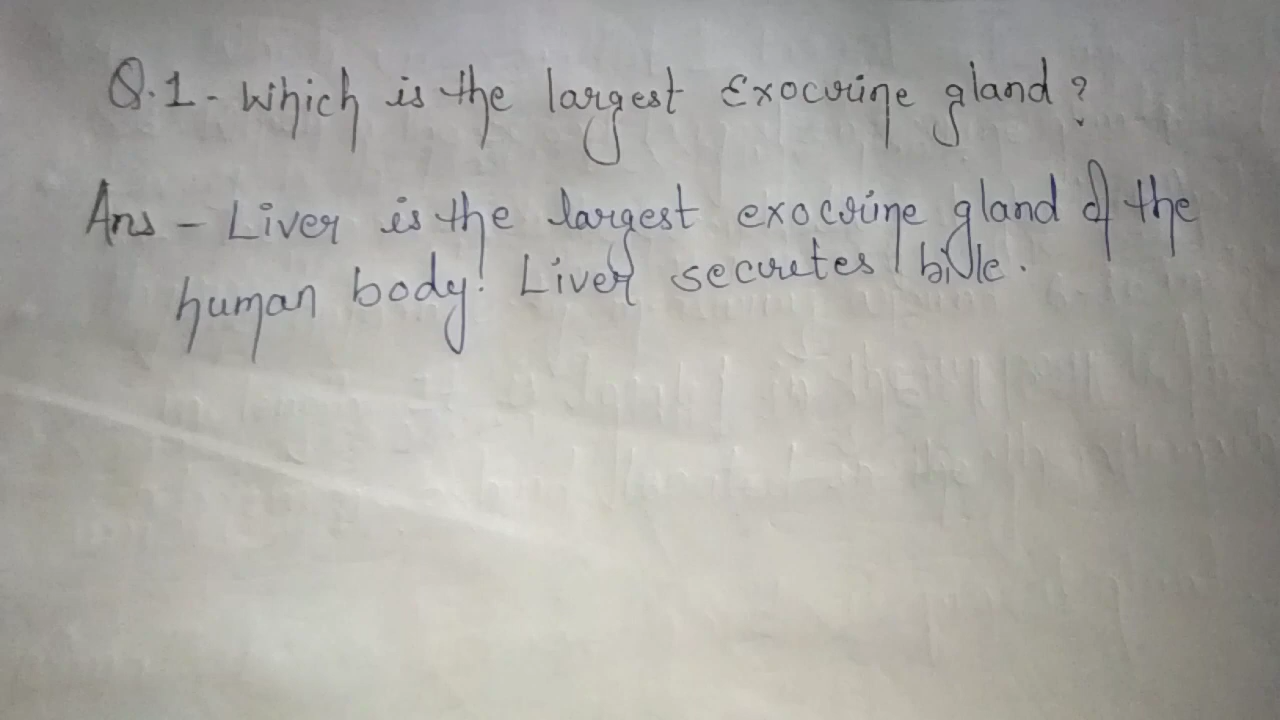 Q.1 - Which is the largest Exocrine gland?
Ans - Liver is the largest exocrine gland of the
human body. Liver secretes bile.